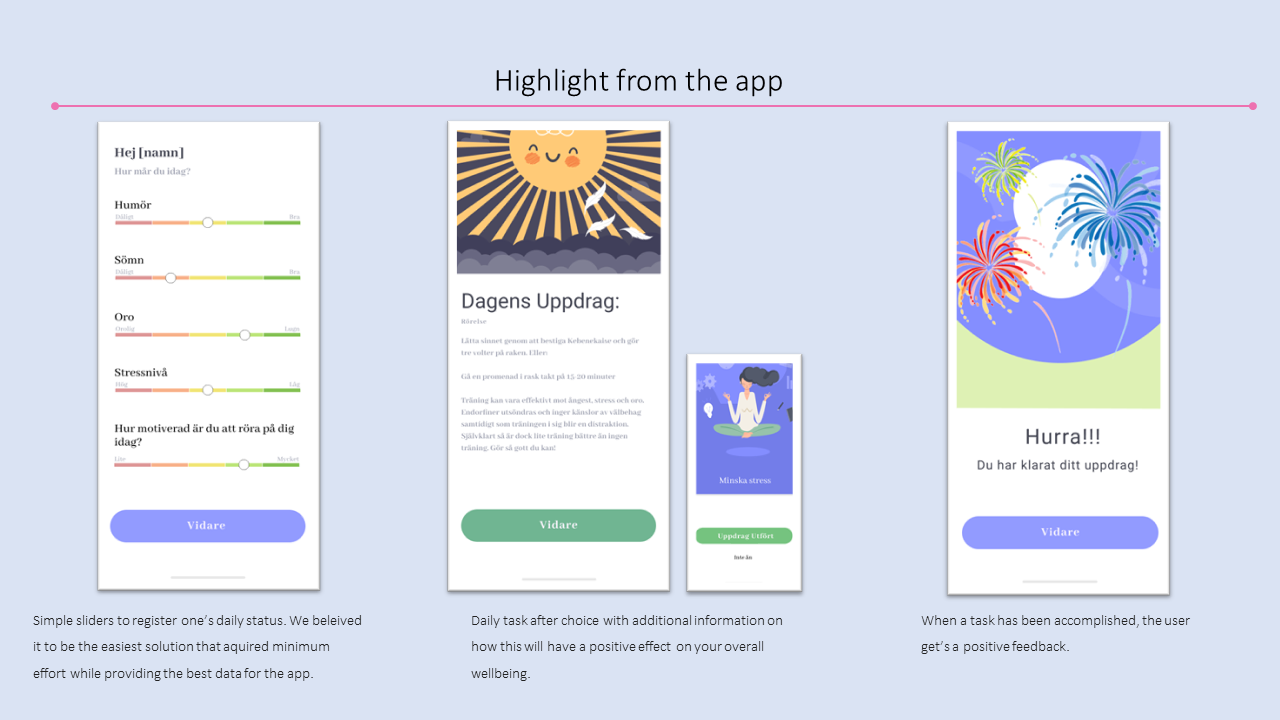 Highlight from the app
Hej [namn]
Hur mår du idag?
Humör
Dåligt Bra
Sömn
Dåligt Bra
Oro
Orolig Lugn
Stressnivå
Hög Låg
Hur motiverad är du att röra på dig
idag?
Lite Mycket
Vidare
Dagens Uppdrag:
Rörelse
Lätta sinnet genom att bestiga Kebenekaise och gör
tre volter på raken. Eller:
Gå en promenad i rask takt på 15-20 minuter
Träning kan vara effektivt mot ångest, stress och oro.
Endorfiner utsöndras och inger känslor av välbehag
samtidigt som träningen i sig blir en distraktion.
Självklart så är dock lite träning bättre än ingen
träning. Gör så gott du kan!
Vidare
Minska stress
Uppdrag Utfört
Inte än
Hurra!!!
Du har klarat ditt uppdrag!
Vidare
Simple sliders to register one's daily status. We beleived
it to be the easiest solution that aquired minimum
effort while providing the best data for the app.
Daily task after choice with additional information on
how this will have a positive effect on your overall
wellbeing.
When a task has been accomplished, the user
get's a positive feedback.